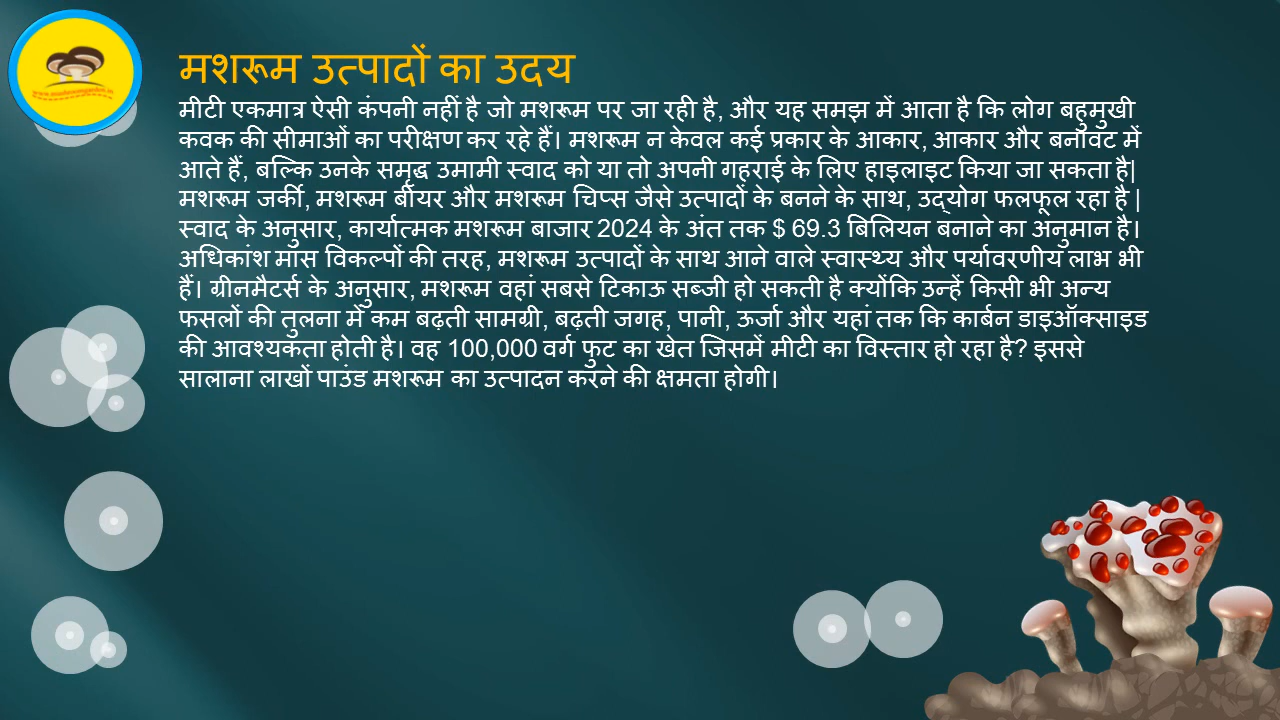 मशरूम उत्पादों का उदय
मीटी एकमात्र ऐसी कंपनी नहीं है जो मशरूम पर जा रही है, और यह समझ में आता है कि लोग बहुमुखी
कवक की सीमाओं का परीक्षण कर रहे हैं। मशरूम न केवल कई प्रकार के आकार, आकार और बनावट में
आते हैं, बल्कि उनके समृद्ध उमामी स्वाद को या तो अपनी गहराई के लिए हाइलाइट किया जा सकता है|
मशरूम जर्की, मशरूम बीयर और मशरूम चिप्स जैसे उत्पादों के बनने के साथ, उद्योग फलफूल रहा है |
स्वाद के अनुसार, कार्यात्मक मशरूम बाजार 2024 के अंत तक $ 69.3 बिलियन बनाने का अनुमान है।
अधिकांश मांस विकल्पों की तरह, मशरूम उत्पादों के साथ आने वाले स्वास्थ्य और पर्यावरणीय लाभ भी
हैं। ग्रीनमैटर्स के अनुसार, मशरूम वहां सबसे टिकाऊ सब्जी हो सकती है क्योंकि उन्हें किसी भी अन्य
फसलों की तुलना में कम बढ़ती सामग्री, बढ़ती जगह, पानी, ऊर्जा और यहां तक कि कार्बन डाइऑक्साइड
की आवश्यकता होती है। वह 100,000 वर्ग फुट का खेत जिसमें मीटी का विस्तार हो रहा है? इससे
सालाना लाखों पाउंड मशरूम का उत्पादन करने की क्षमता होगी।